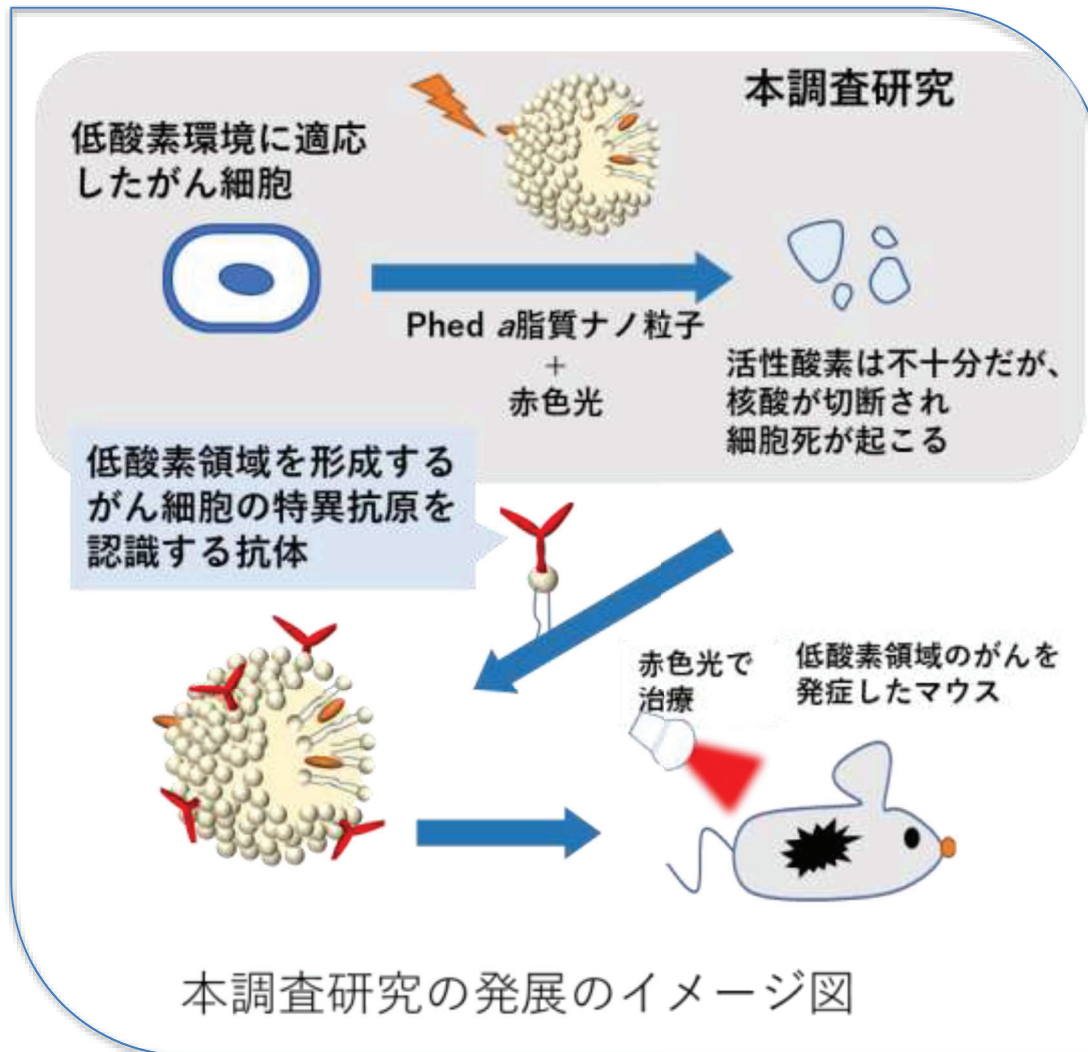 本調査研究
低酸素環境に適応
したがん細胞
Phed a脂質ナノ粒子
+
赤色光
活性酸素は不十分だが、
核酸が切断され
細胞死が起こる
低酸素領域を形成する
がん細胞の特異抗原を
認識する抗体
赤色光で
治療
低酸素領域のがんを
発症したマウス
本調査研究の発展のイメージ図